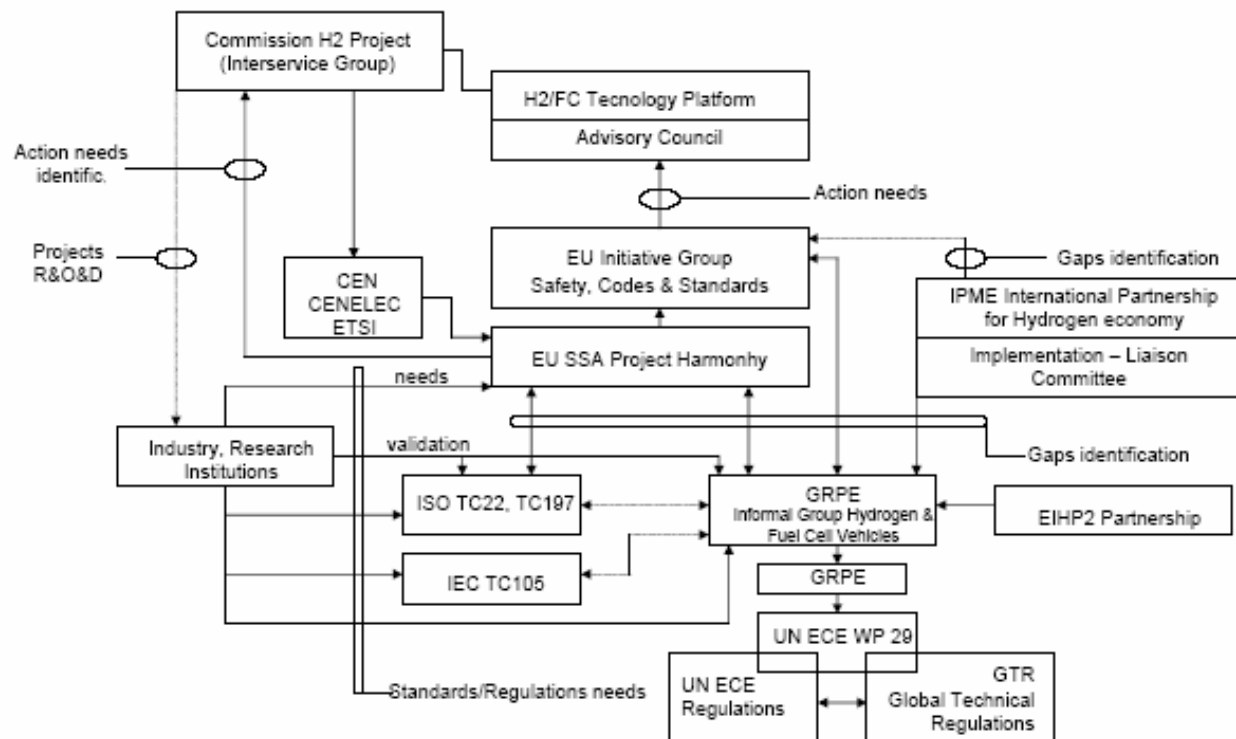 Commission H2 Project
(Interservice Group)
H2/FC Tecnology Platform
Advisory Council
Action needs
identific.
Action needs
Projects
R&O&D
EU Initiative Group
Safety, Codes & Standards
Gaps identification
CEN
CENELEC
ETSI
IPME International Partnership
for Hydrogen economy
EU SSA Project Harmonhy
Implementation – Liaison
Committee
needs
Industry, Research
Institutions
validation
Gaps identification
ISO TC22, TC197
GRPE
Informal Group Hydrogen &
Fuel Cell Vehicles
EIHP2 Partnership
IEC TC105
GRPE
UN ECE WP 29
Standards/Regulations needs
UN ECE
Regulations
GTR
Global Technical
Regulations